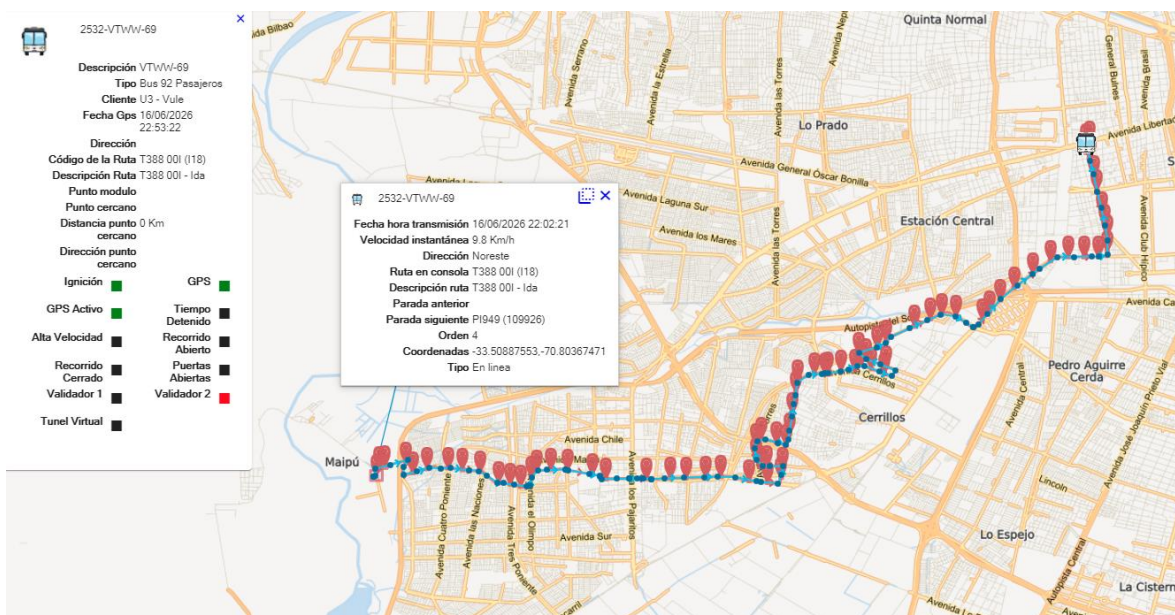 2532-VTWW-69
Descripción VTWW-69
Tipo Bus 92 Pasajeros
Cliente U3 - Vule
Fecha Gps 16/06/2026
22:53:22
Dirección
Código de la Ruta T388 00I (I18)
Descripción Ruta T388 00I - Ida
Punto modulo
Punto cercano
Distancia punto 0 Km
cercano
Dirección punto
cercano
Ignición GPS
GPS Activo Tiempo
Detenido
Alta Velocidad Recorrido
Abierto
Recorrido Puertas
Cerrado Abiertas
Validador 1 Validador 2
Tunel Virtual
2532-VTWW-69
Fecha hora transmisión 16/06/2026 22:02:21
Velocidad instantánea 9.8 Km/h
Dirección Noreste
Ruta en consola T388 00I (I18)
Descripción ruta T388 00I - Ida
Parada anterior
Parada siguiente PI949 (109926)
Orden 4
Coordenadas -33.50887553,-70.80367471
Tipo En linea
Quinta Normal
Avenida Serrano
Avenida la Estrella
Avenida las Torres
General Bulnes
Avenida Brasil
Lo Prado
Avenida Libertad
Avenida General Óscar Bonilla
Avenida Laguna Sur
Avenida los Mares
Avenida las Torres
Estación Central
Avenida Club Hípico
Pedro Aguirre
Cerda
Avenida Central
Avenida José Joaquín Prieto Vial
Cerrillos
Avenida Chile
Maipú
Avenida Cuatro Poniente
Avenida las Naciones
Avenida Tres Poniente
Avenida los Pajaritos
Avenida Sur
Lincoln
Lo Espejo
Autopista Central
La Cistern